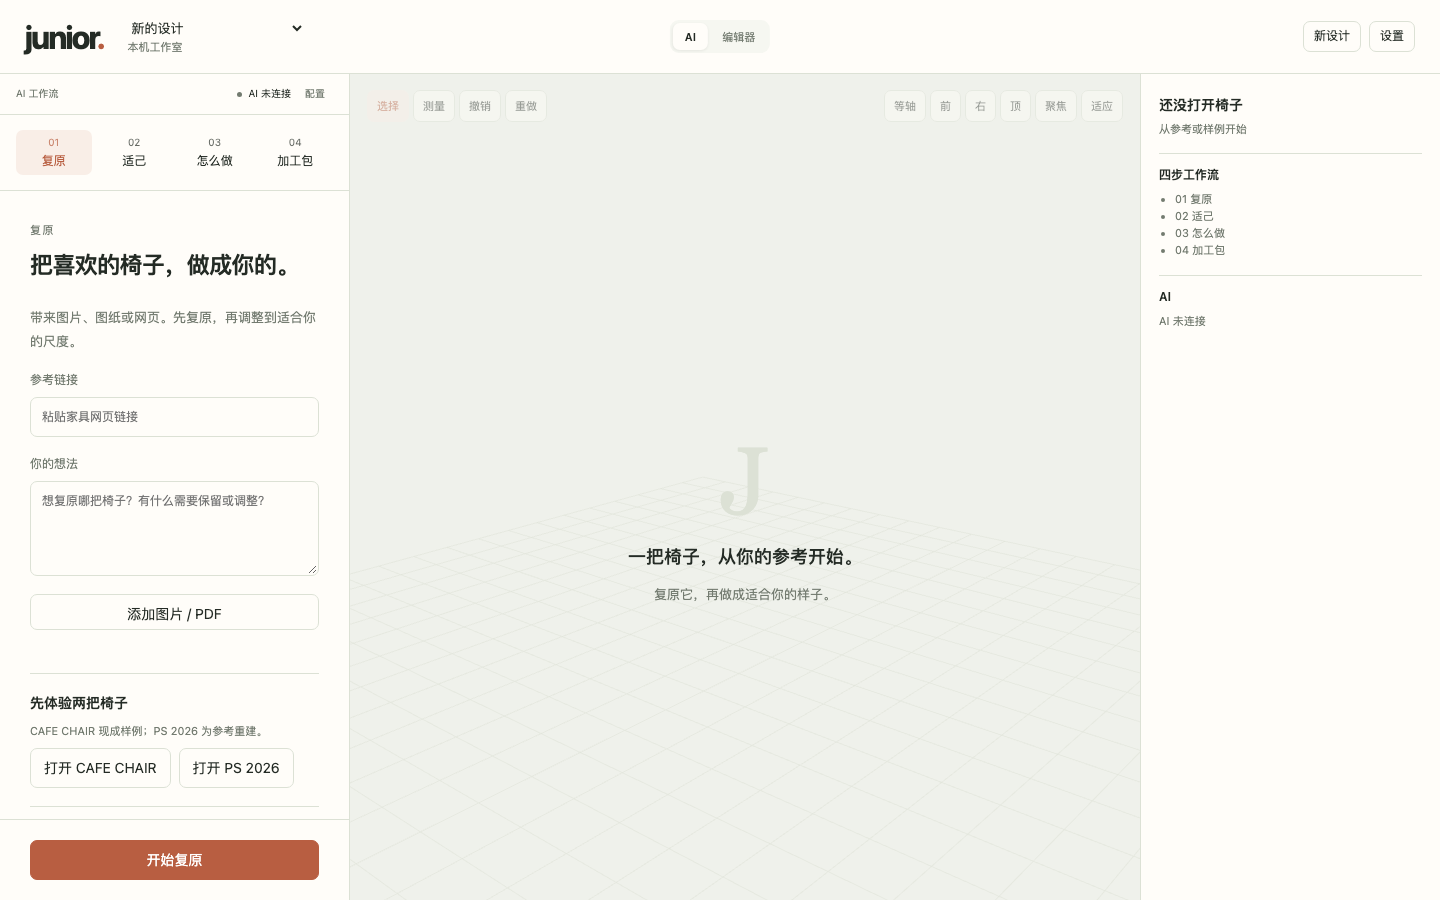 junior.
新的设计
本机工作室
AI
编辑器
新设计
设置
AI 工作流
AI 未连接
配置
01
复原
02
适己
03
怎么做
04
加工包
复原
把喜欢的椅子，做成你的。
带来图片、图纸或网页。先复原，再调整到适合你
的尺度。
参考链接
粘贴家具网页链接
你的想法
想复原哪把椅子？有什么需要保留或调整？
添加图片 / PDF
先体验两把椅子
CAFE CHAIR 现成样例；PS 2026 为参考重建。
打开 CAFE CHAIR
打开 PS 2026
开始复原
选择
测量
撤销
重做
等轴
前
右
顶
聚焦
适应
J
一把椅子，从你的参考开始。
复原它，再做成适合你的样子。
还没打开椅子
从参考或样例开始
四步工作流
01 复原
02 适己
03 怎么做
04 加工包
AI
AI 未连接